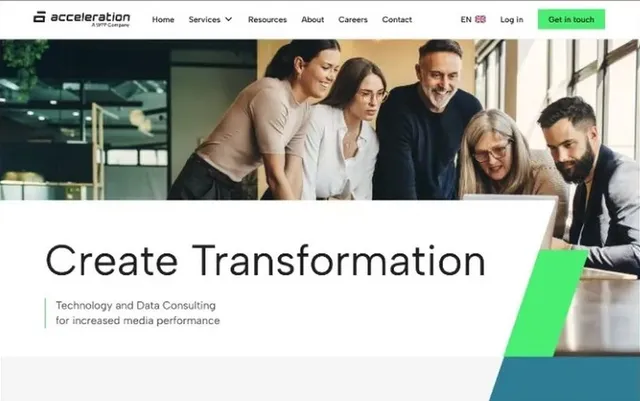 acceleration
A WPP Company
Home Services Resources About Careers Contact EN Log in Get in touch
Create Transformation
Technology and Data Consulting
for increased media performance